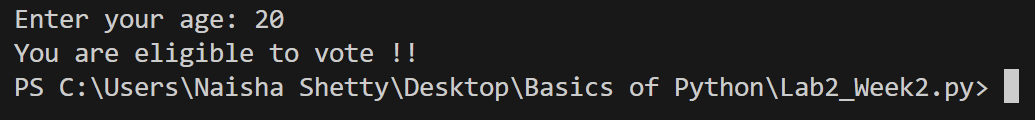 Enter your age: 20
You are eligible to vote !!
PS C:\Users\Naisha Shetty\Desktop\Basics of Python\Lab2_Week2.py>